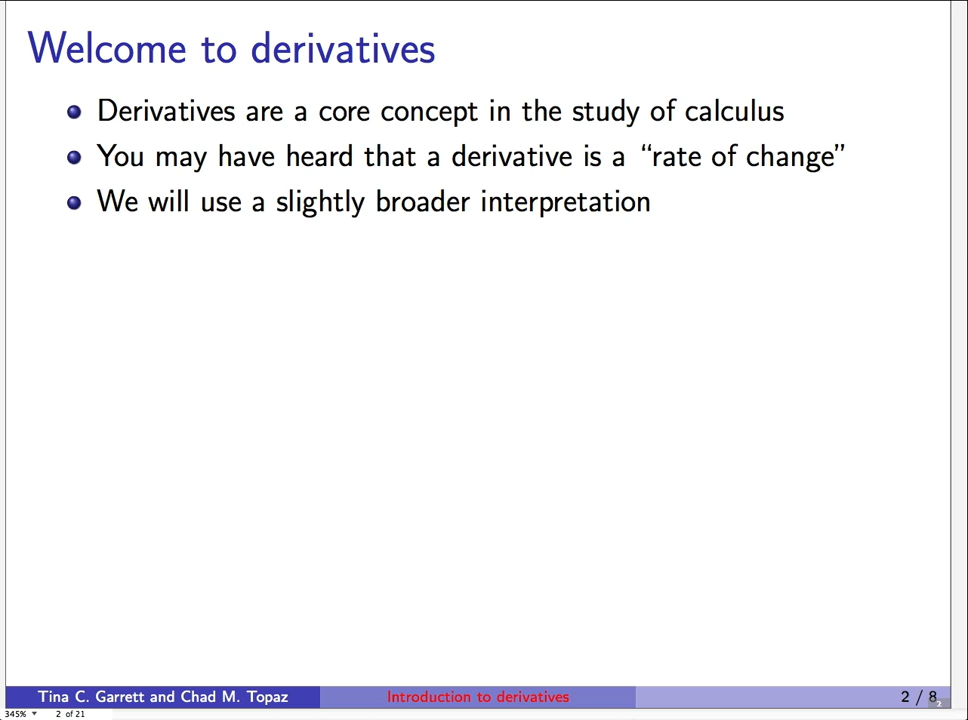 Welcome to derivatives
Derivatives are a core concept in the study of calculus
You may have heard that a derivative is a “rate of change”
We will use a slightly broader interpretation
Tina C. Garrett and Chad M. Topaz Introduction to derivatives 2 / 8
2
345% 2 of 21